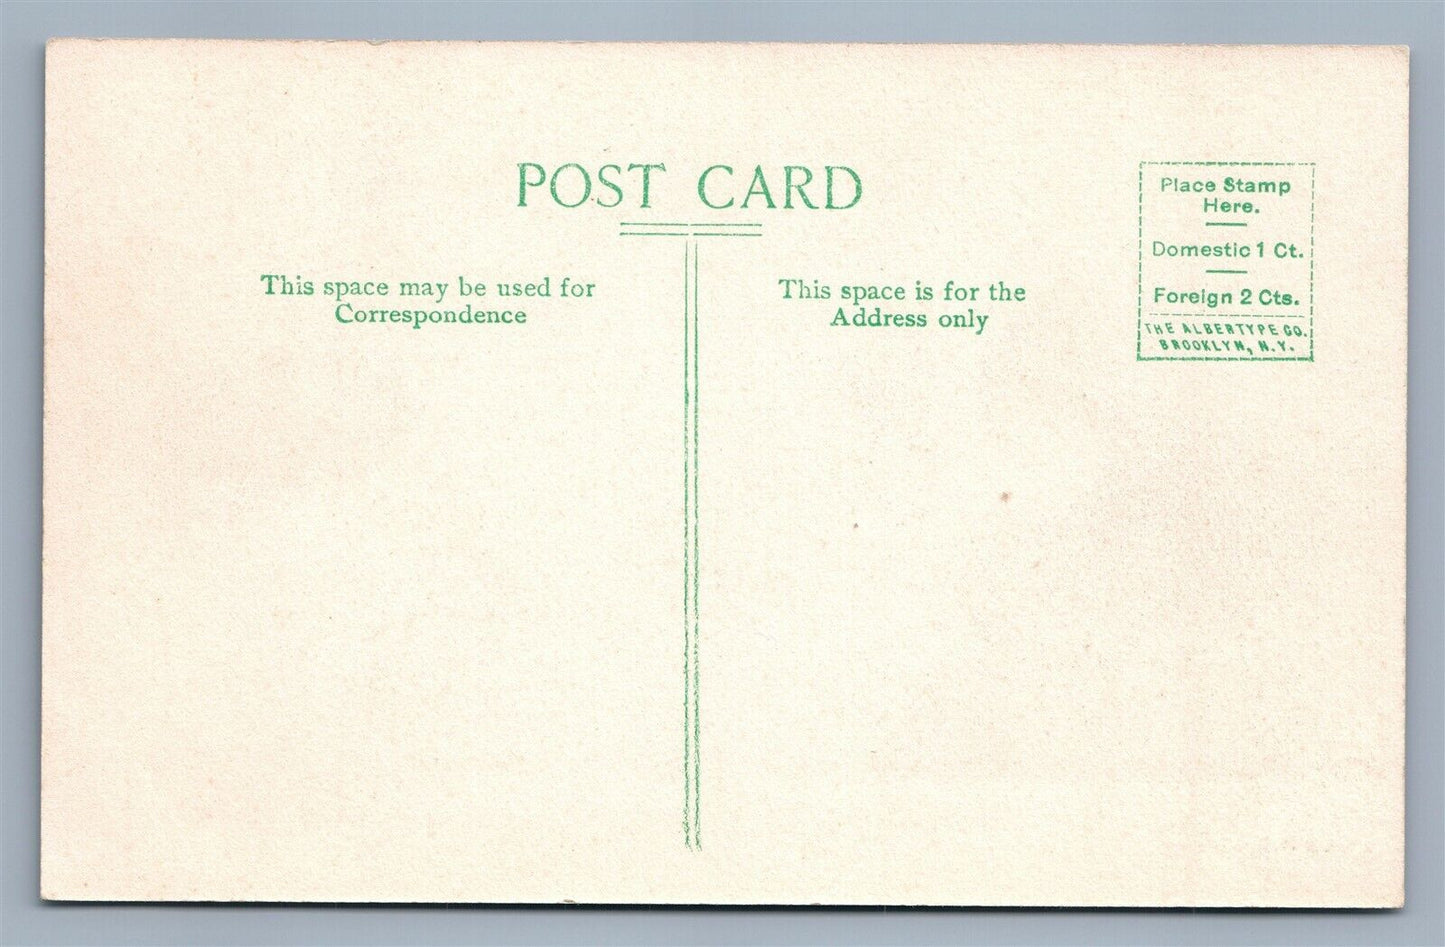 POST CARD
This space may be used for
Correspondence
This space is for the
Address only
Place Stamp
Here.
Domestic 1 Ct.
Foreign 2 Cts.
THE ALBERTYPE CO.
BROOKLYN, N.Y.